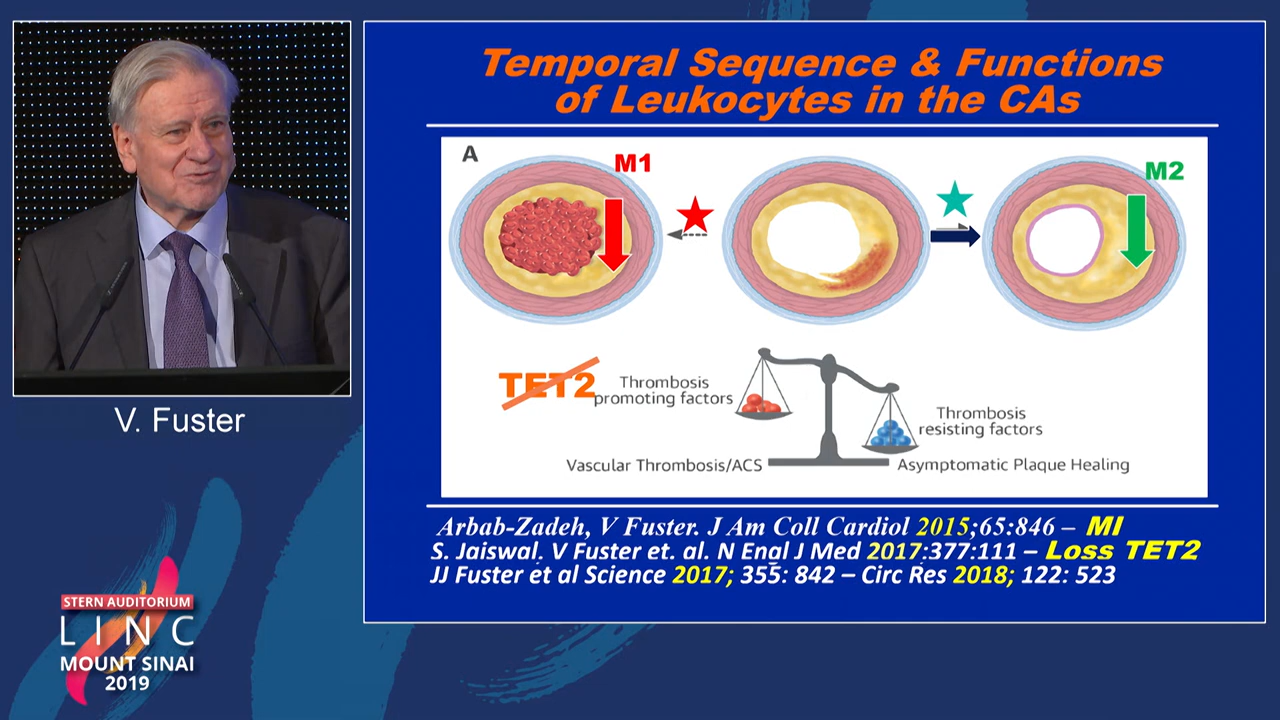 V. Fuster
STERN AUDITORIUM
LINC
MOUNT SINAI
2019
Temporal Sequence & Functions
of Leukocytes in the CAs
A
M1
M2
TET2
Thrombosis
promoting factors
Thrombosis
resisting factors
Vascular Thrombosis/ACS
Asymptomatic Plaque Healing
Arbab-Zadeh, V Fuster. J Am Coll Cardiol 2015;65:846 – MI
S. Jaiswal, V Fuster et. al. N Engl J Med 2017:377:111 – Loss TET2
JJ Fuster et al Science 2017; 355: 842 – Circ Res 2018; 122: 523